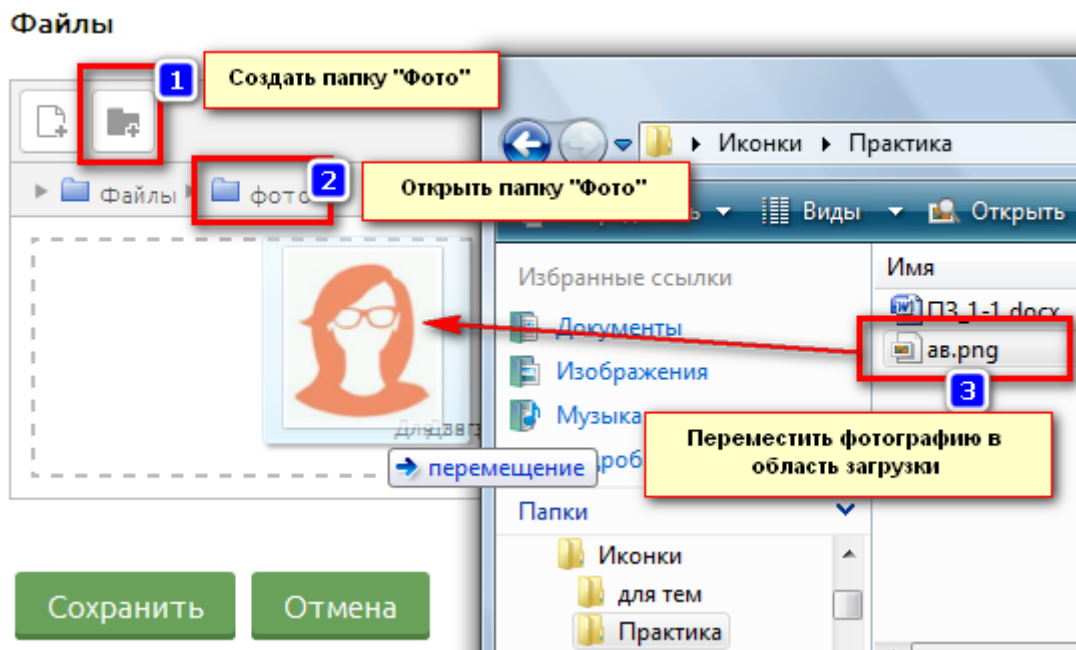 Файлы
1
Создать папку "Фото"
Иконки
Практика
Файлы
фото
2
Открыть папку "Фото"
Виды
Открыть
Избранные ссылки
Имя
Документы
ПЗ_1-1.docx
ав.png
Изображения
3
Музыка
Переместить фотографию в
область загрузки
перемещение
Папки
Иконки
для тем
Практика
Сохранить
Отмена